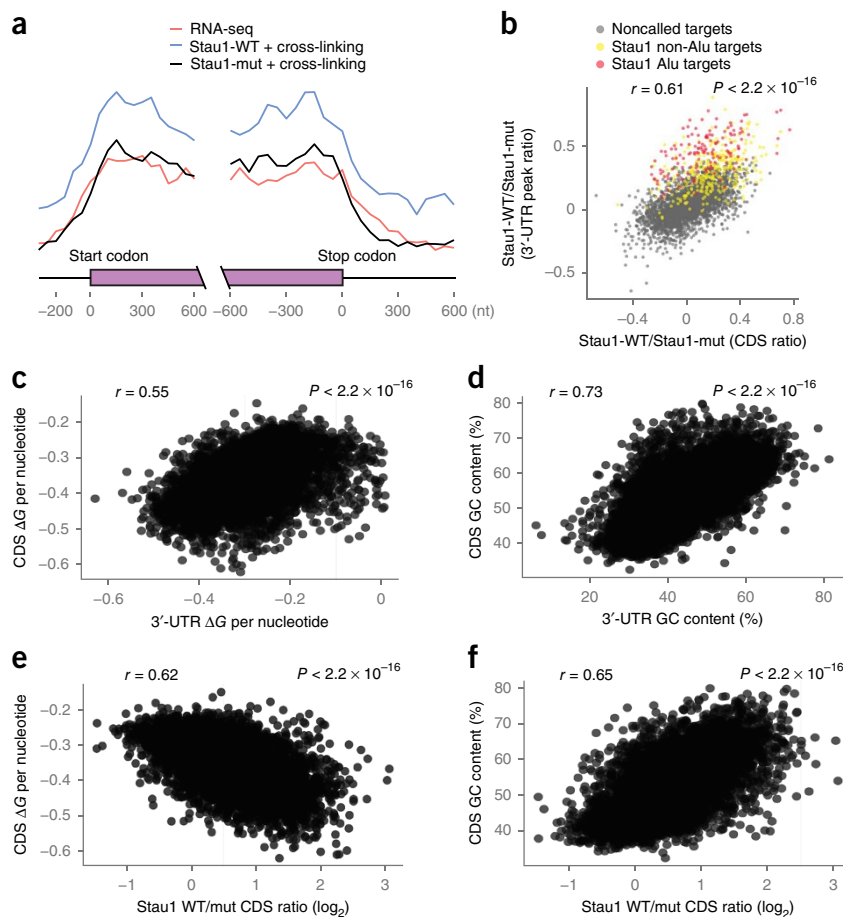 a
RNA-seq
Stau1-WT + cross-linking
Stau1-mut + cross-linking
Start codon
Stop codon
−200 0 300 600 −600 −300 0 300 600 (nt)
b
Noncalled targets
Stau1 non-Alu targets
Stau1 Alu targets
r = 0.61 P < 2.2 × 10⁻¹⁶
Stau1-WT/Stau1-mut
(3′-UTR peak ratio)
0.5
0
−0.5
−0.4 0 0.4 0.8
Stau1-WT/Stau1-mut (CDS ratio)
c
r = 0.55 P < 2.2 × 10⁻¹⁶
CDS ΔG per nucleotide
−0.2
−0.3
−0.4
−0.5
−0.6
−0.6 −0.4 −0.2 0
3′-UTR ΔG per nucleotide
d
r = 0.73 P < 2.2 × 10⁻¹⁶
CDS GC content (%)
80
70
60
50
40
20 40 60 80
3′-UTR GC content (%)
e
r = 0.62 P < 2.2 × 10⁻¹⁶
CDS ΔG per nucleotide
−0.2
−0.3
−0.4
−0.5
−0.6
−1 0 1 2 3
Stau1 WT/mut CDS ratio (log₂)
f
r = 0.65 P < 2.2 × 10⁻¹⁶
CDS GC content (%)
80
70
60
50
40
−1 0 1 2 3
Stau1 WT/mut CDS ratio (log₂)